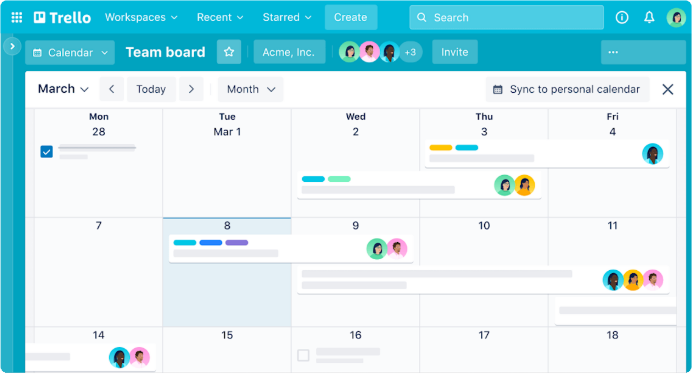 Trello Workspaces Recent Starred Create Search
Calendar Team board Acme, Inc. +3 Invite ...
March Today Month Sync to personal calendar
Mon Tue Wed Thu Fri
28 Mar 1 2 3 4
7 8 9 10 11
14 15 16 17 18